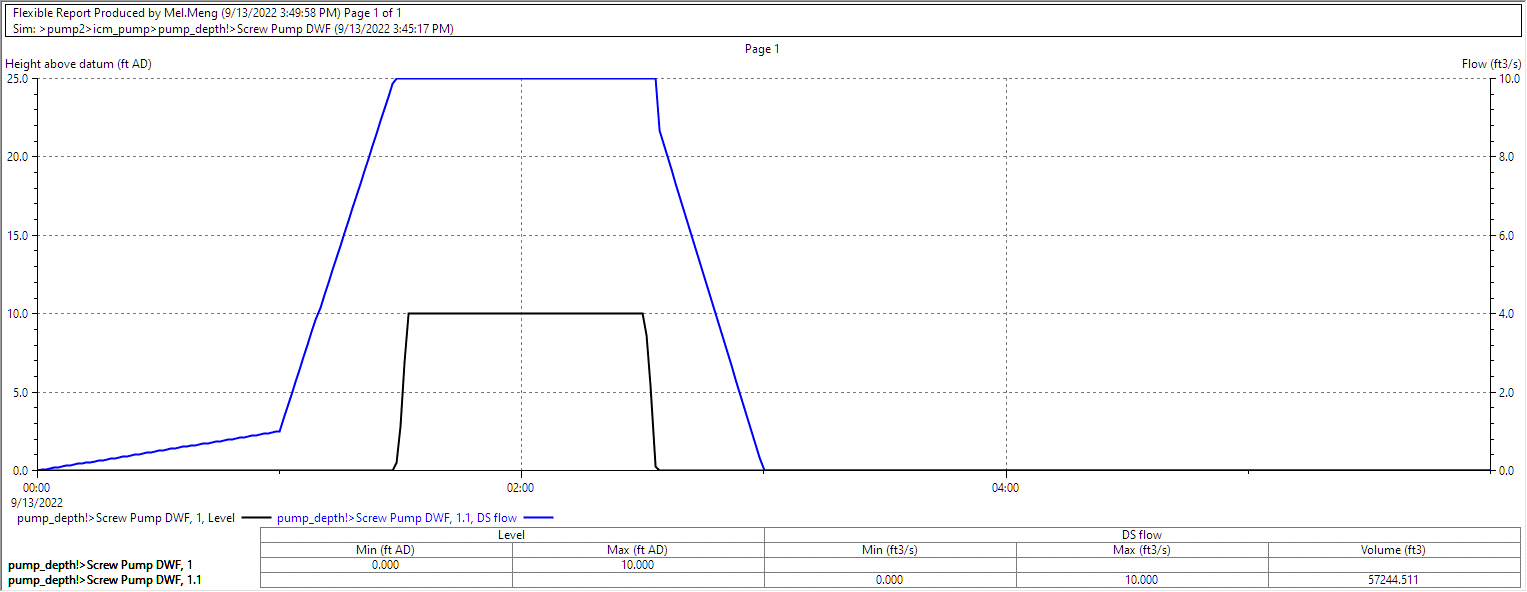 Flexible Report Produced by Mel.Meng (9/13/2022 3:49:58 PM) Page 1 of 1
Sim: >pump2>icm_pump>pump_depth!>Screw Pump DWF (9/13/2022 3:45:17 PM)
Page 1
Height above datum (ft AD) Flow (ft3/s)
25.0 10.0
20.0 8.0
15.0 6.0
10.0 4.0
5.0 2.0
0.0 0.0
00:00 02:00 04:00
9/13/2022
pump_depth!>Screw Pump DWF, 1, Level pump_depth!>Screw Pump DWF, 1.1, DS flow
Level DS flow
Min (ft AD) Max (ft AD) Min (ft3/s) Max (ft3/s) Volume (ft3)
pump_depth!>Screw Pump DWF, 1 0.000 10.000
pump_depth!>Screw Pump DWF, 1.1 0.000 10.000 57244.511